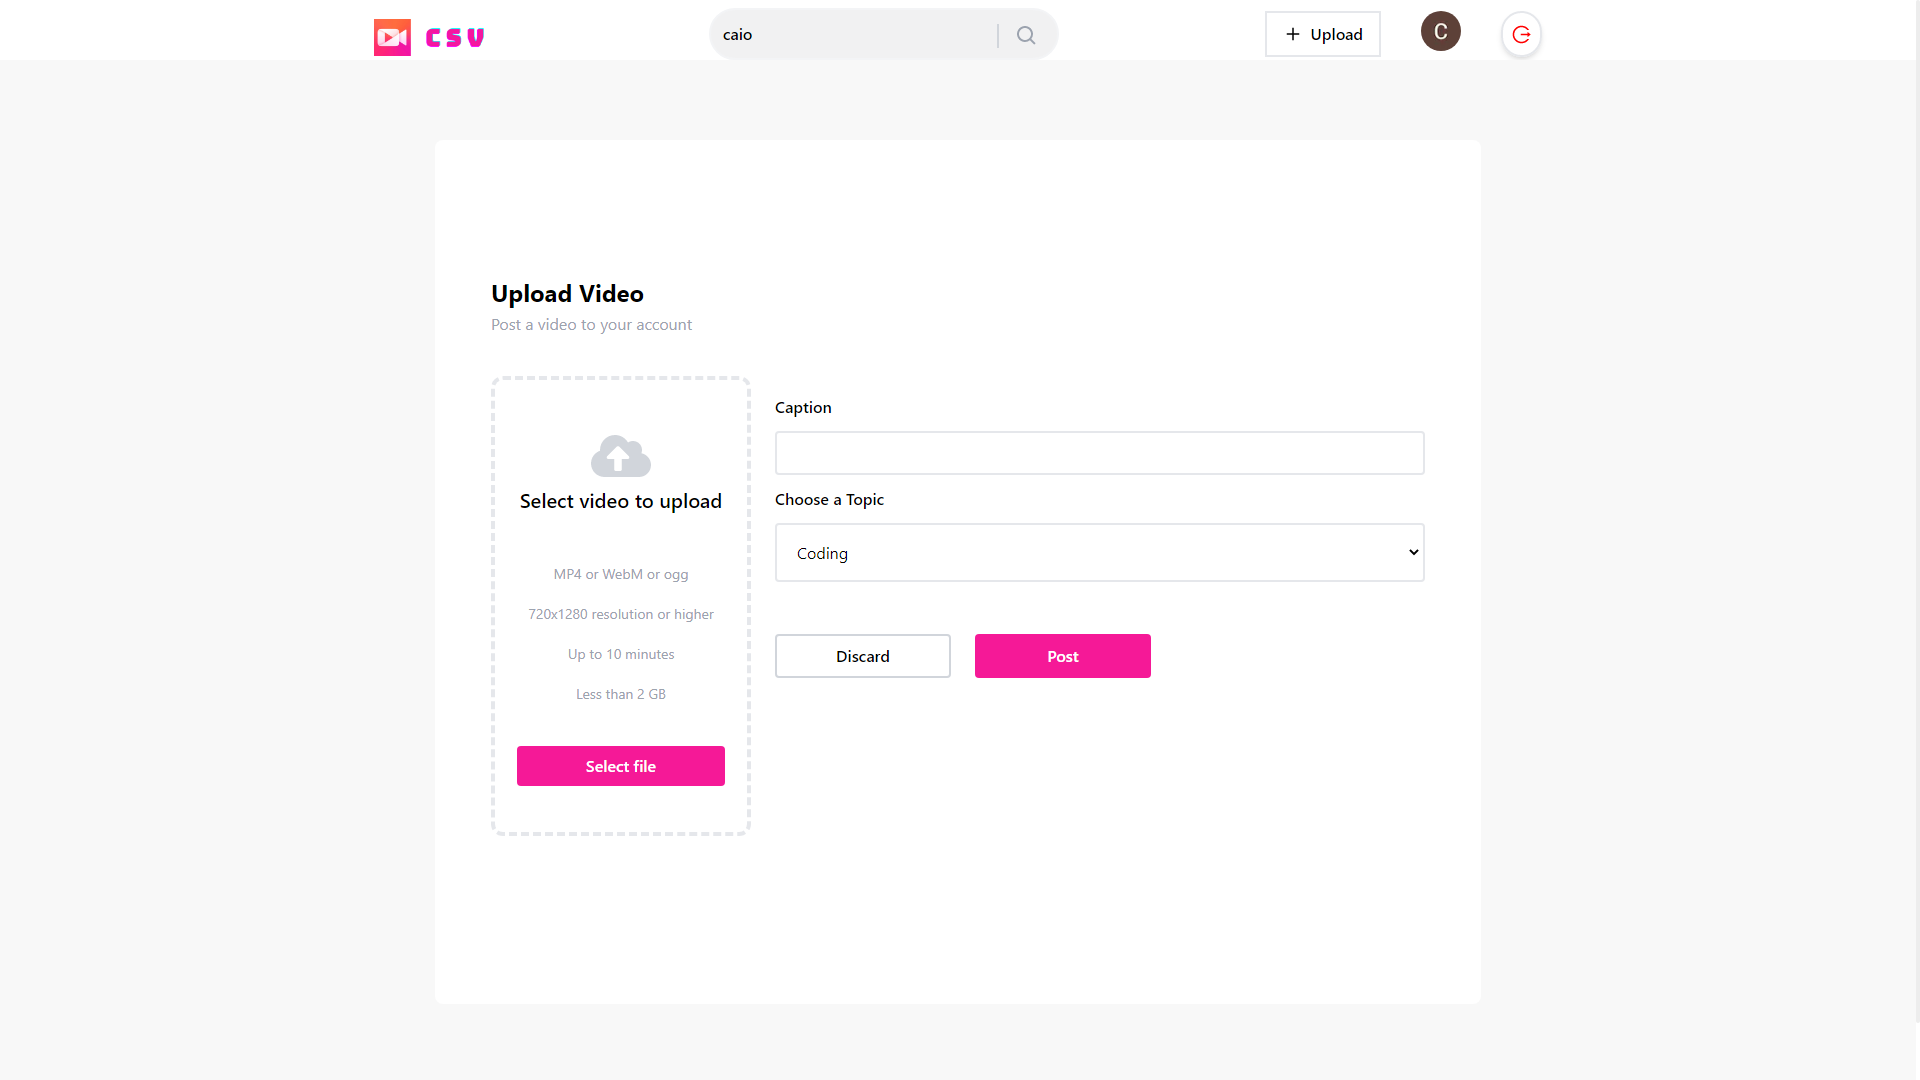 CSV
caio
Upload
C
Upload Video
Post a video to your account
Select video to upload
MP4 or WebM or ogg
720x1280 resolution or higher
Up to 10 minutes
Less than 2 GB
Select file
Caption
Choose a Topic
Coding
Discard
Post